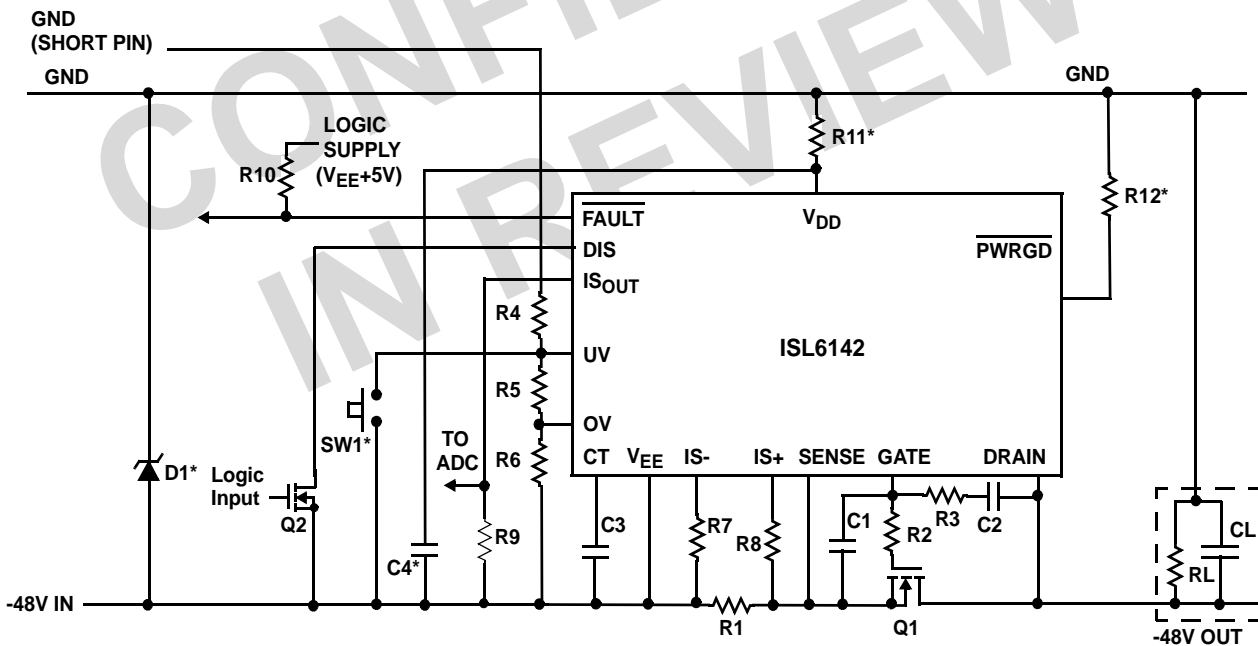 CONFI
IN REVIEW
GND
(SHORT PIN)
GND
GND
LOGIC
SUPPLY
(VEE+5V)
R10
R11*
R12*
FAULT
VDD
PWRGD
DIS
ISOUT
R4
UV
ISL6142
R5
OV
SW1*
TO
ADC
R6
CT
VEE
IS-
IS+
SENSE
GATE
DRAIN
D1*
Logic
Input
Q2
C4*
R9
C3
R7
R8
C1
R2
R3
C2
CL
RL
-48V IN
R1
Q1
-48V OUT